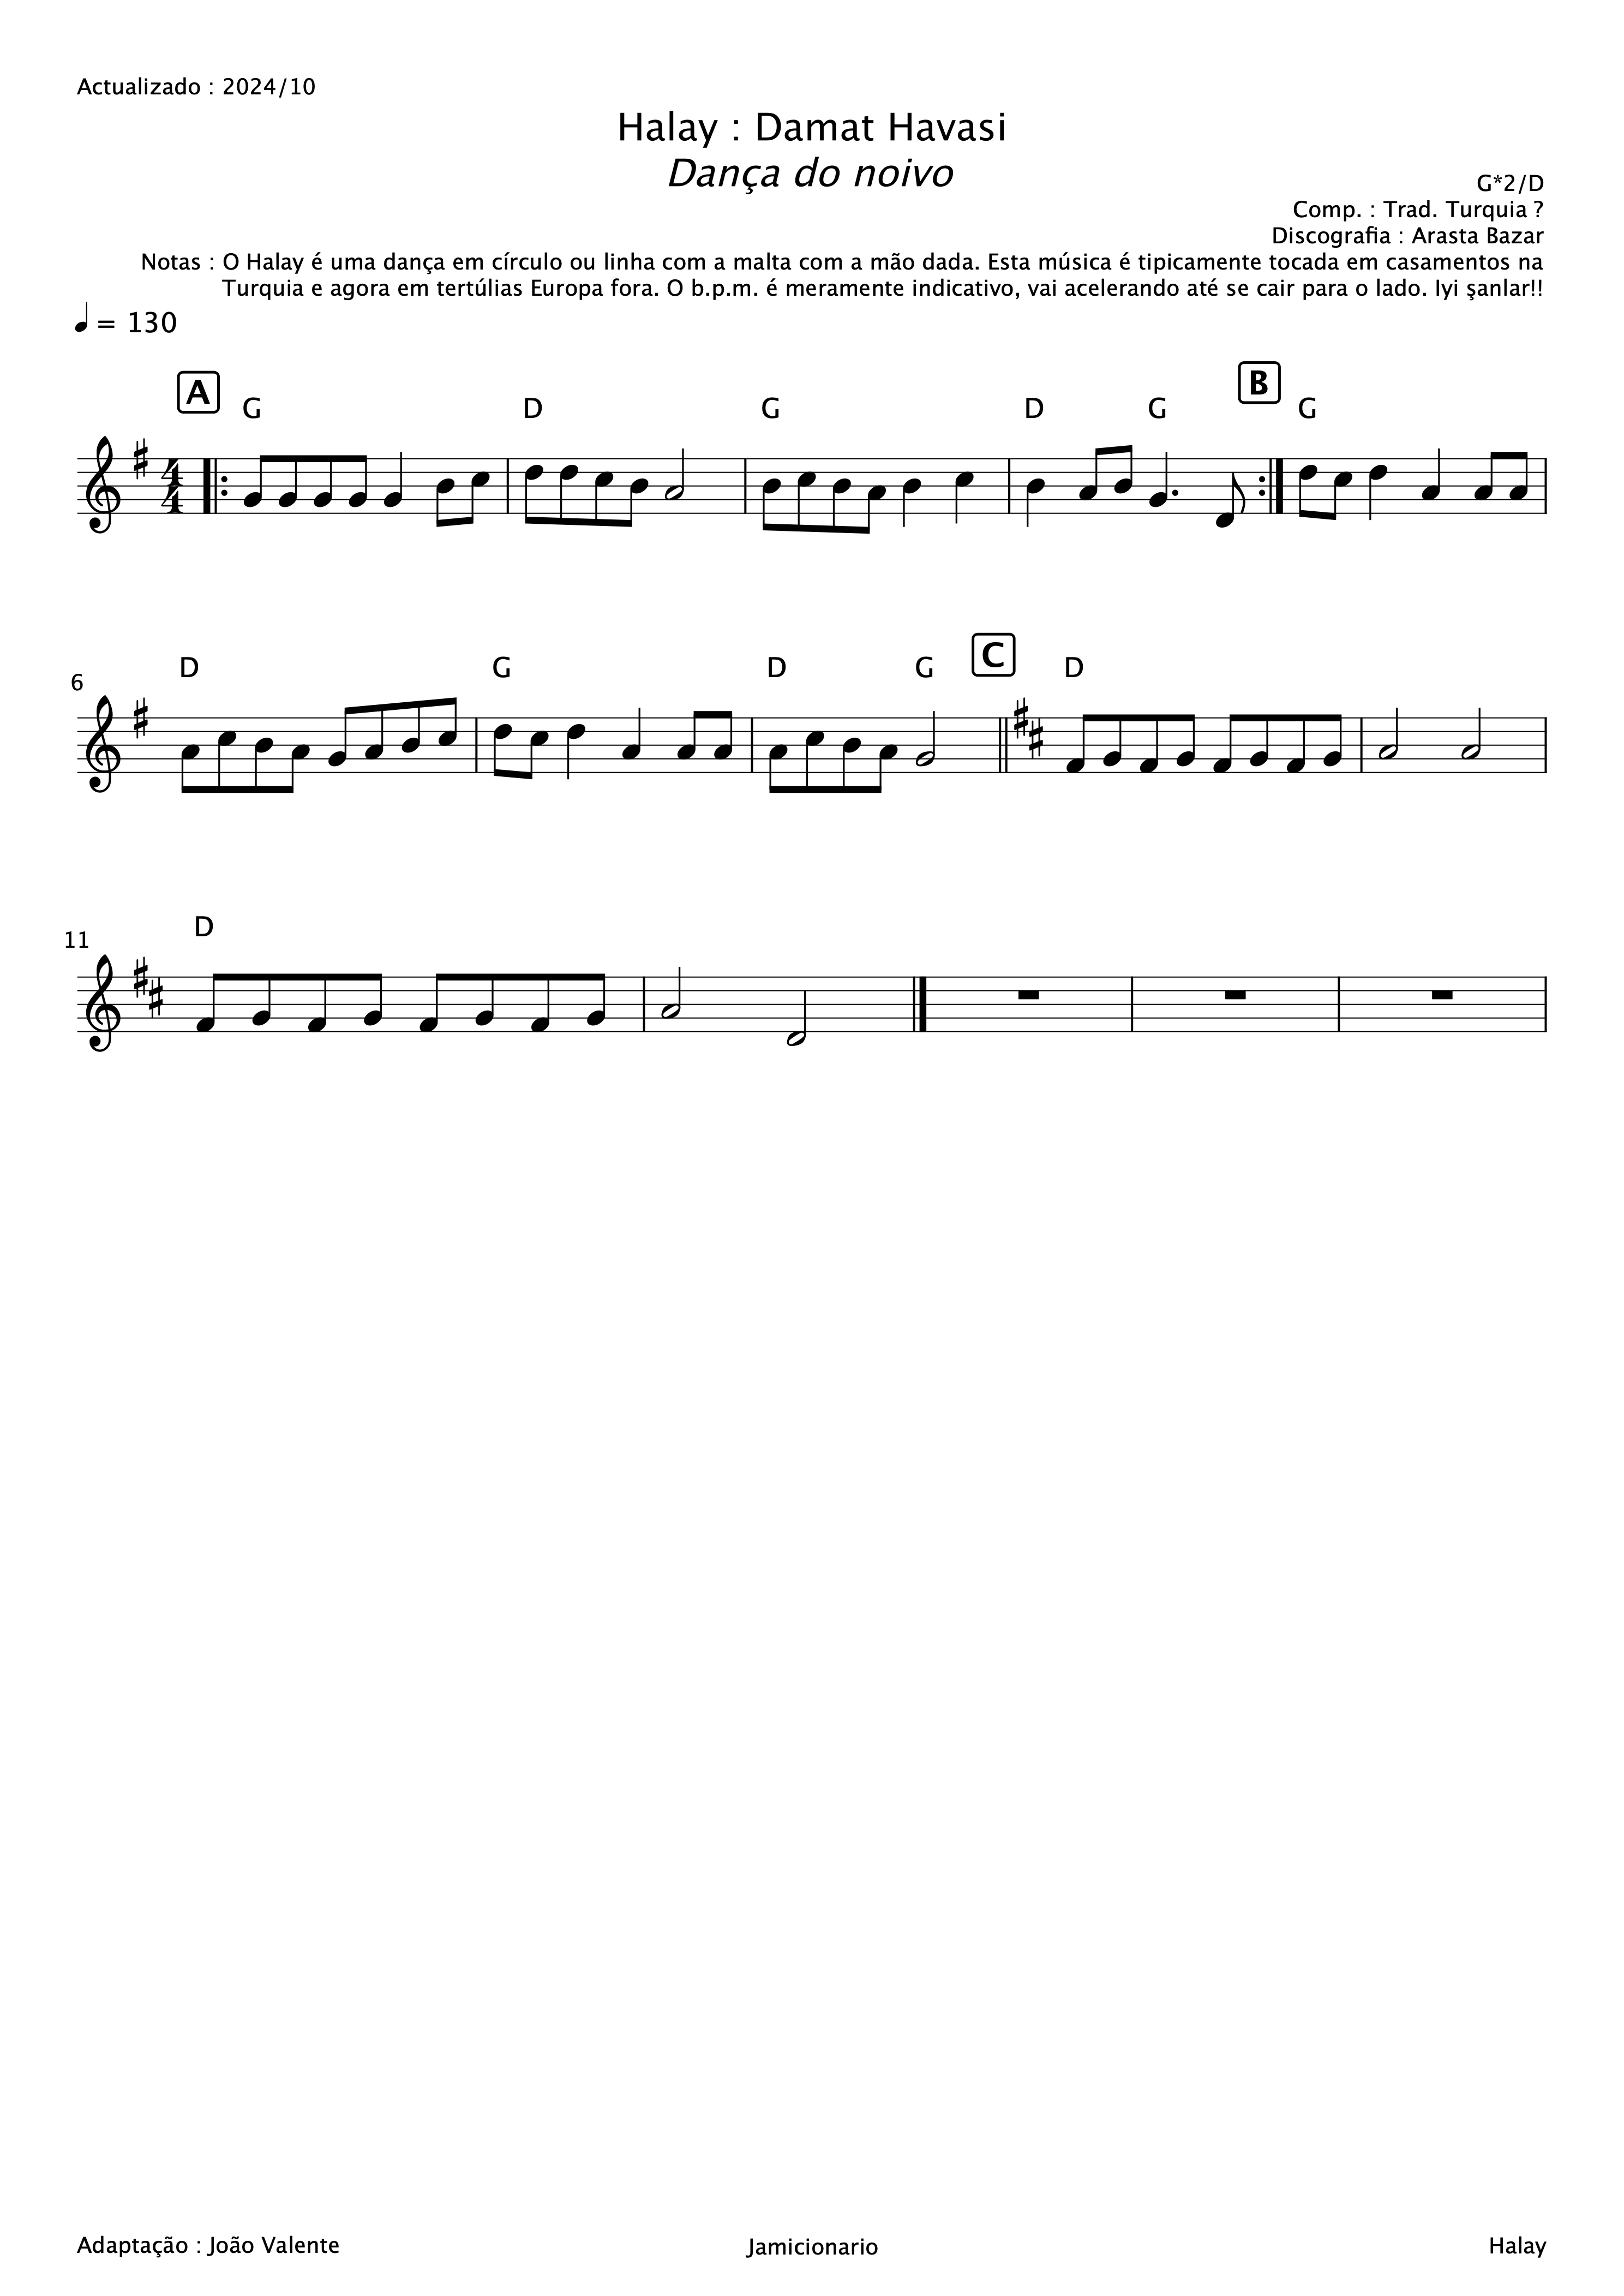 Actualizado : 2024/10
Halay : Damat Havasi
Dança do noivo
G*2/D
Comp. : Trad. Turquia ?
Discografia : Arasta Bazar
Notas : O Halay é uma dança em círculo ou linha com a malta com a mão dada. Esta música é tipicamente tocada em casamentos na
Turquia e agora em tertúlias Europa fora. O b.p.m. é meramente indicativo, vai acelerando até se cair para o lado. Iyi şanlar!!
= 130
A B
G D G D G G
4
4
C
6 D G D G D
11 D
Adaptação : João Valente Jamicionario Halay